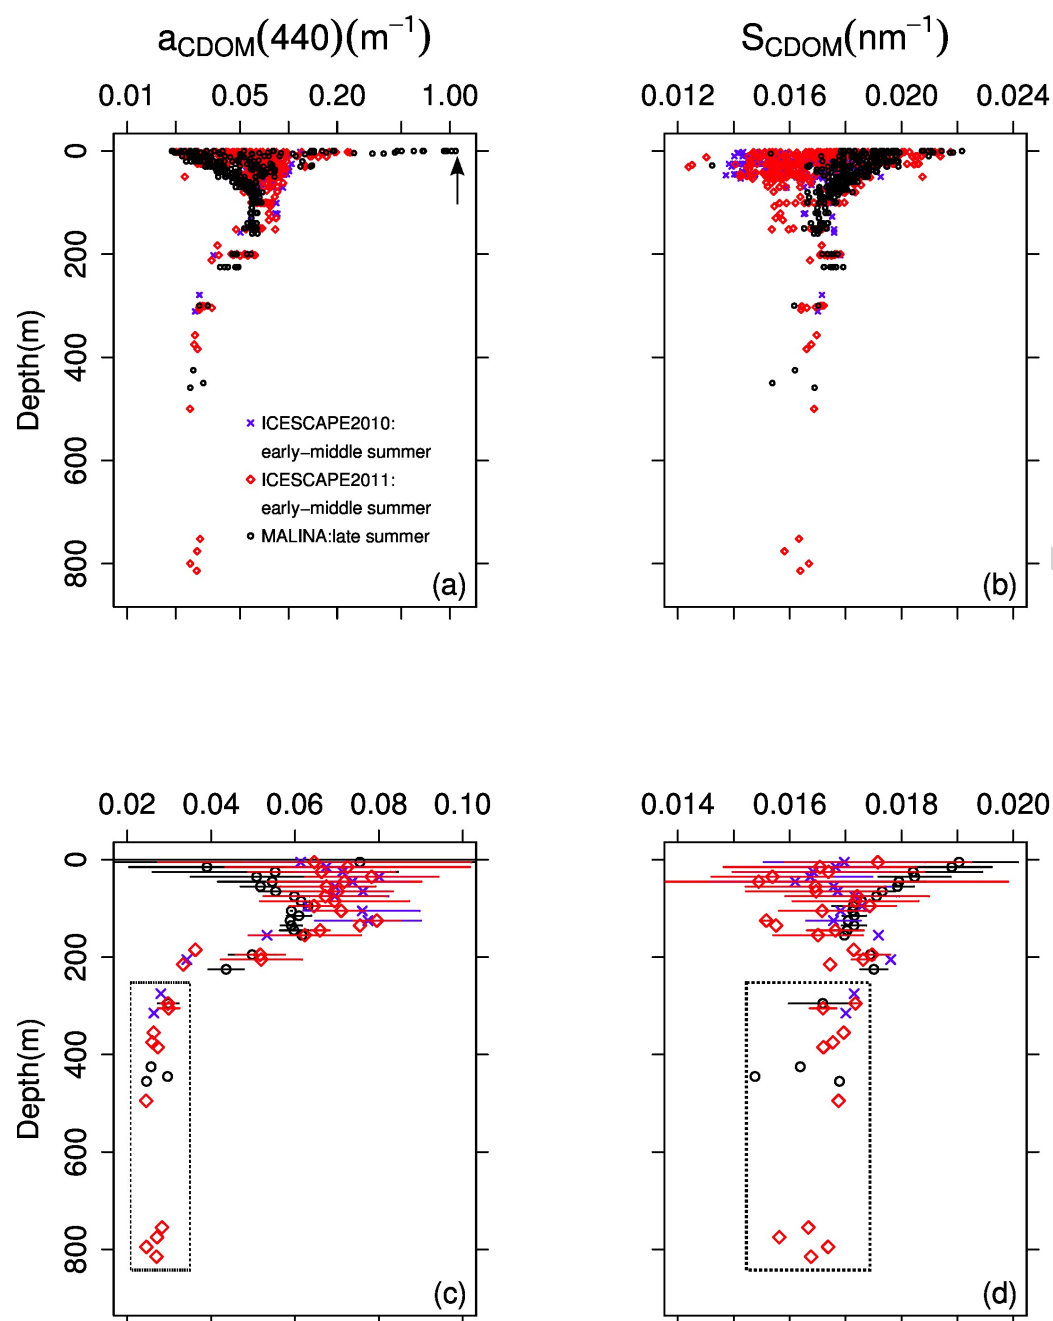 aCDOM(440)(m−1)
SCDOM(nm−1)
0.01 0.05 0.20 1.00
0.012 0.016 0.020 0.024
0
200
400
600
800
Depth(m)
ICESCAPE2010:
early−middle summer
ICESCAPE2011:
early−middle summer
MALINA:late summer
(a)
(b)
0.02 0.04 0.06 0.08 0.10
0.014 0.016 0.018 0.020
0
200
400
600
800
Depth(m)
(c)
(d)